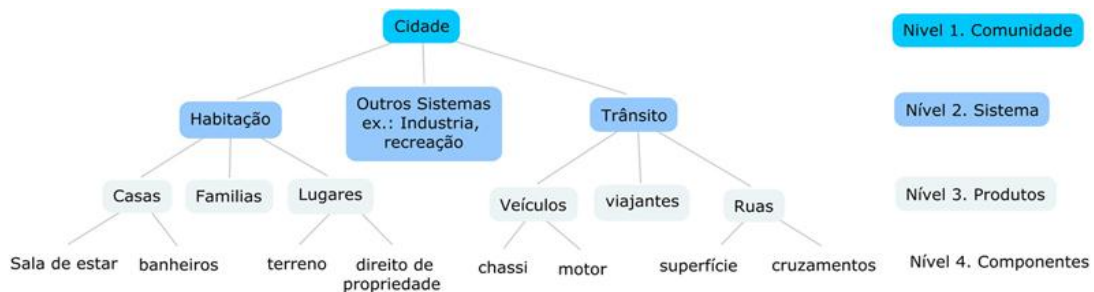 Cidade
Nivel 1. Comunidade
Habitação
Outros Sistemas
ex.: Industria,
recreação
Trânsito
Nível 2. Sistema
Casas
Familias
Lugares
Veículos
viajantes
Ruas
Nível 3. Produtos
Sala de estar
banheiros
terreno
direito de
propriedade
chassi
motor
superfície
cruzamentos
Nível 4. Componentes